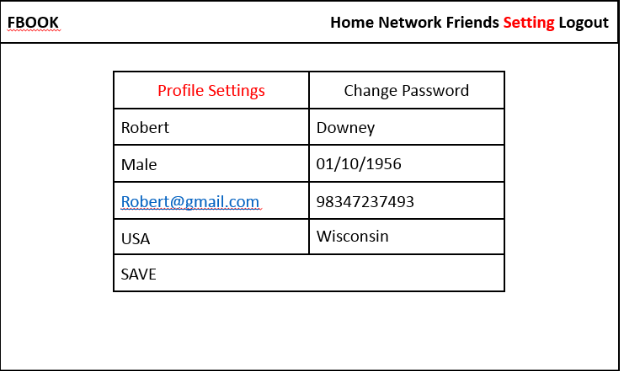 FBOOK Home Network Friends Setting Logout
Profile Settings Change Password
Robert Downey
Male 01/10/1956
Robert@gmail.com 98347237493
USA Wisconsin
SAVE